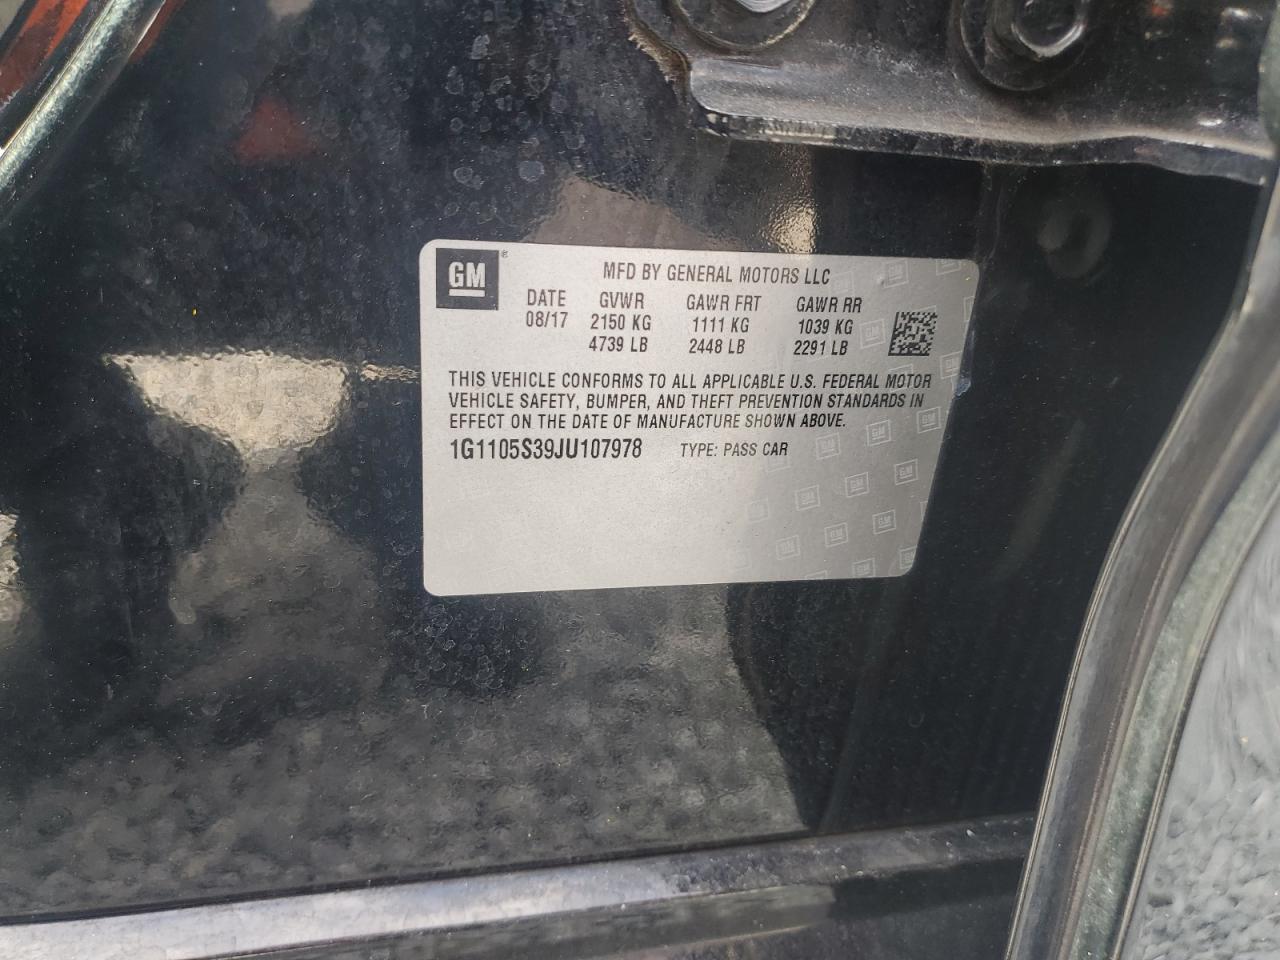 GM®
MFD BY GENERAL MOTORS LLC
DATE GVWR GAWR FRT GAWR RR
08/17 2150 KG 1111 KG 1039 KG
4739 LB 2448 LB 2291 LB
THIS VEHICLE CONFORMS TO ALL APPLICABLE U.S. FEDERAL MOTOR
VEHICLE SAFETY, BUMPER, AND THEFT PREVENTION STANDARDS IN
EFFECT ON THE DATE OF MANUFACTURE SHOWN ABOVE.
1G1105S39JU107978 TYPE: PASS CAR